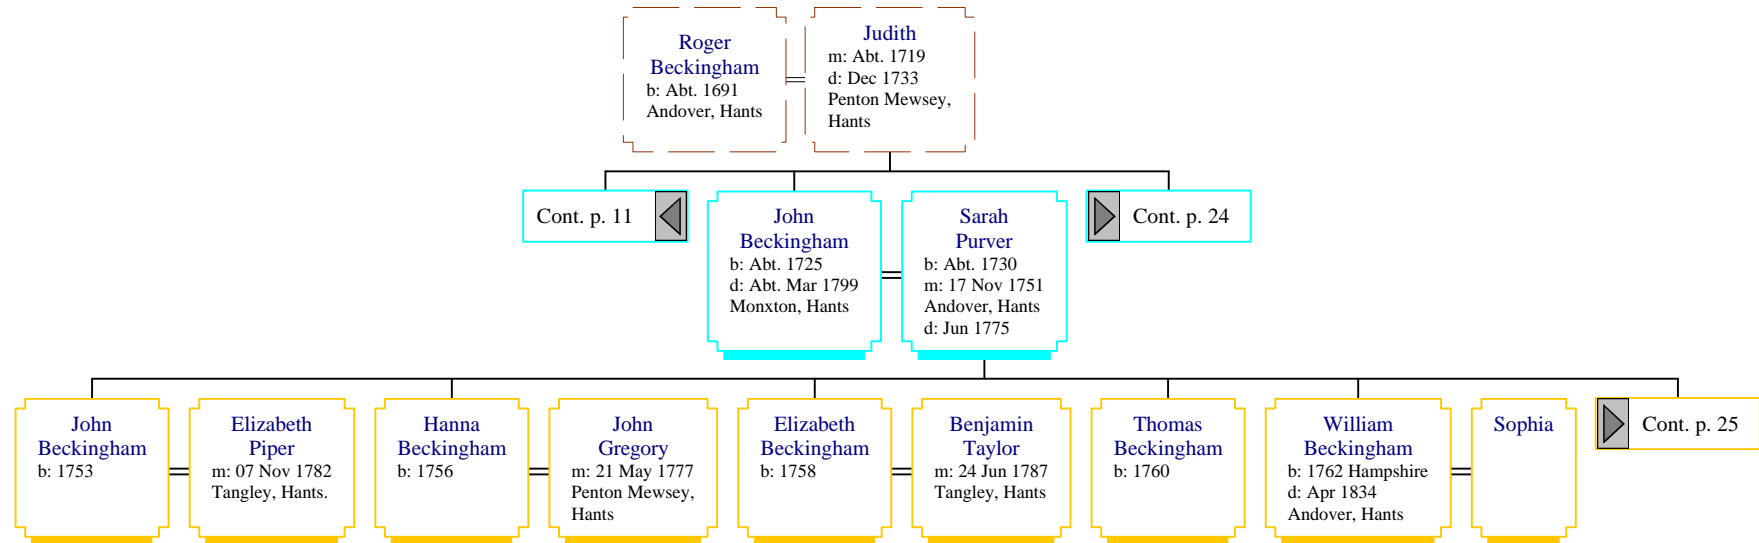 Roger
Beckingham
b: Abt. 1691
Andover, Hants
Judith
m: Abt. 1719
d: Dec 1733
Penton Mewsey,
Hants
Cont. p. 11
John
Beckingham
b: Abt. 1725
d: Abt. Mar 1799
Monxton, Hants
Sarah
Purver
b: Abt. 1730
m: 17 Nov 1751
Andover, Hants
d: Jun 1775
Cont. p. 24
John
Beckingham
b: 1753
Elizabeth
Piper
m: 07 Nov 1782
Tangley, Hants.
Hanna
Beckingham
b: 1756
John
Gregory
m: 21 May 1777
Penton Mewsey,
Hants
Elizabeth
Beckingham
b: 1758
Benjamin
Taylor
m: 24 Jun 1787
Tangley, Hants
Thomas
Beckingham
b: 1760
William
Beckingham
b: 1762 Hampshire
d: Apr 1834
Andover, Hants
Sophia
Cont. p. 25